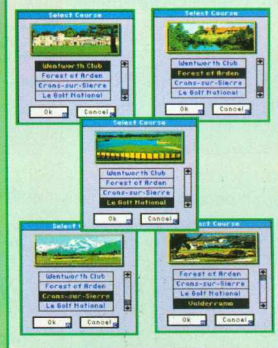 Select Course
Wentworth Club
Forest of Arden
Crans-sur-Sierre
Le Golf National
Ok
Cancel
Select Course
Wentworth Club
Forest of Arden
Crans-sur-Sierre
Le Golf National
Ok
Cancel
Select Course
Wentworth Club
Forest of Arden
Crans-sur-Sierre
Le Golf National
Ok
Cancel
Select
Wentworth Club
Forest of Arden
Crans-sur-Sierre
Le Golf National
Ok
Cancel
Course
Forest of Arden
Crans-sur-Sierre
Le Golf National
Valderrama
Ok
Cancel